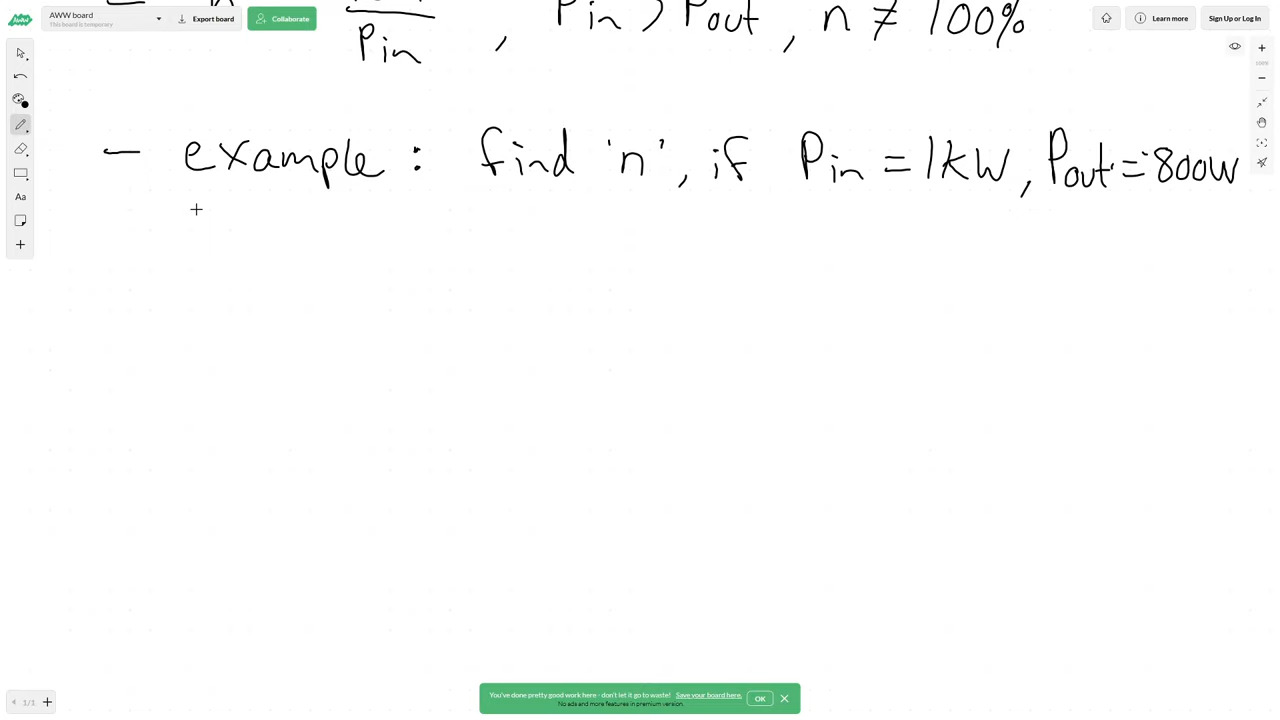 AWW board
This board is temporary
Export board
Collaborate
Learn more
Sign Up or Log In
n
Pin , Pin > Pout , n ≠ 100%
100%
- example : find 'n', if Pin = 1kW, Pout = 800W
Aa
1/1
You've done pretty good work here - don't let it go to waste! Save your board here.
No ads and more features in premium version.
OK